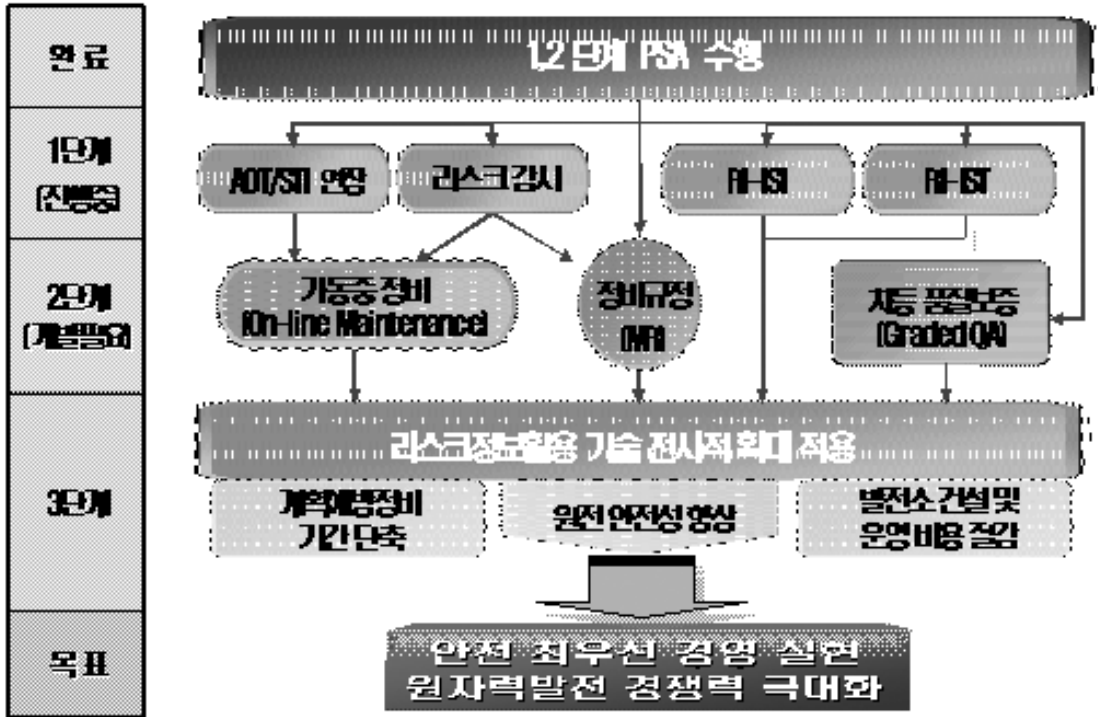 완 료
1,2 단계 PSA 수행
1단계
(진행중)
AOT/STI 연장
리스크 감시
RI-ISI
RI-IST
2단계
(개발필요)
가동중 정비
(On-line Maintenance)
정비규정
(MR)
차등 품질보증
(Graded QA)
3단계
리스크정보활용 기술 전사적 확대 적용
계획예방정비
기간 단축
원전 안전성 향상
발전소 건설 및
운영 비용 절감
목 표
안전 최우선 경영 실현
원자력발전 경쟁력 극대화